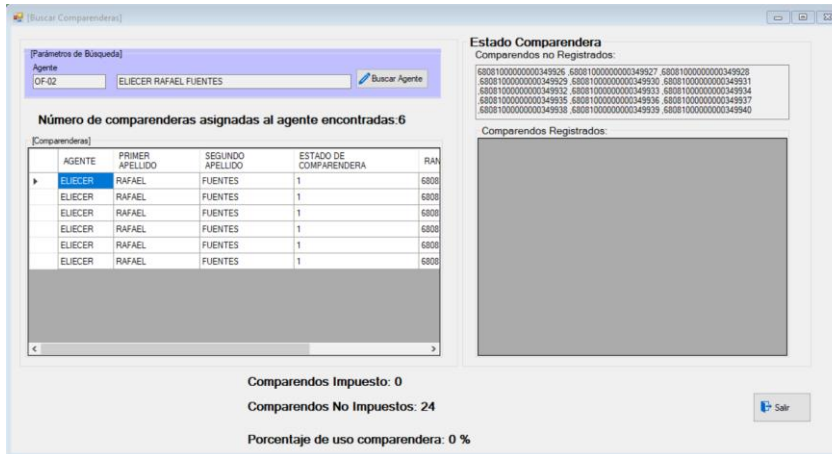 [Buscar Comparenderas]
[Parámetros de Búsqueda]
Agente
OF-02 ELIECER RAFAEL FUENTES Buscar Agente
Número de comparenderas asignadas al agente encontradas:6
[Comparenderas]
AGENTE PRIMER APELLIDO SEGUNDO APELLIDO ESTADO DE COMPARENDERA RAN
ELIECER RAFAEL FUENTES 1 6808
ELIECER RAFAEL FUENTES 1 6808
ELIECER RAFAEL FUENTES 1 6808
ELIECER RAFAEL FUENTES 1 6808
ELIECER RAFAEL FUENTES 1 6808
ELIECER RAFAEL FUENTES 1 6808
Estado Comparendera
Comparendos no Registrados:
68081000000000349926 ,68081000000000349927 ,68081000000000349928
,68081000000000349929 ,68081000000000349930 ,68081000000000349931
,68081000000000349932 ,68081000000000349933 ,68081000000000349934
,68081000000000349935 ,68081000000000349936 ,68081000000000349937
,68081000000000349938 ,68081000000000349939 ,68081000000000349940
Comparendos Registrados:
Comparendos Impuesto: 0
Comparendos No Impuestos: 24
Porcentaje de uso comparendera: 0 %
Salir